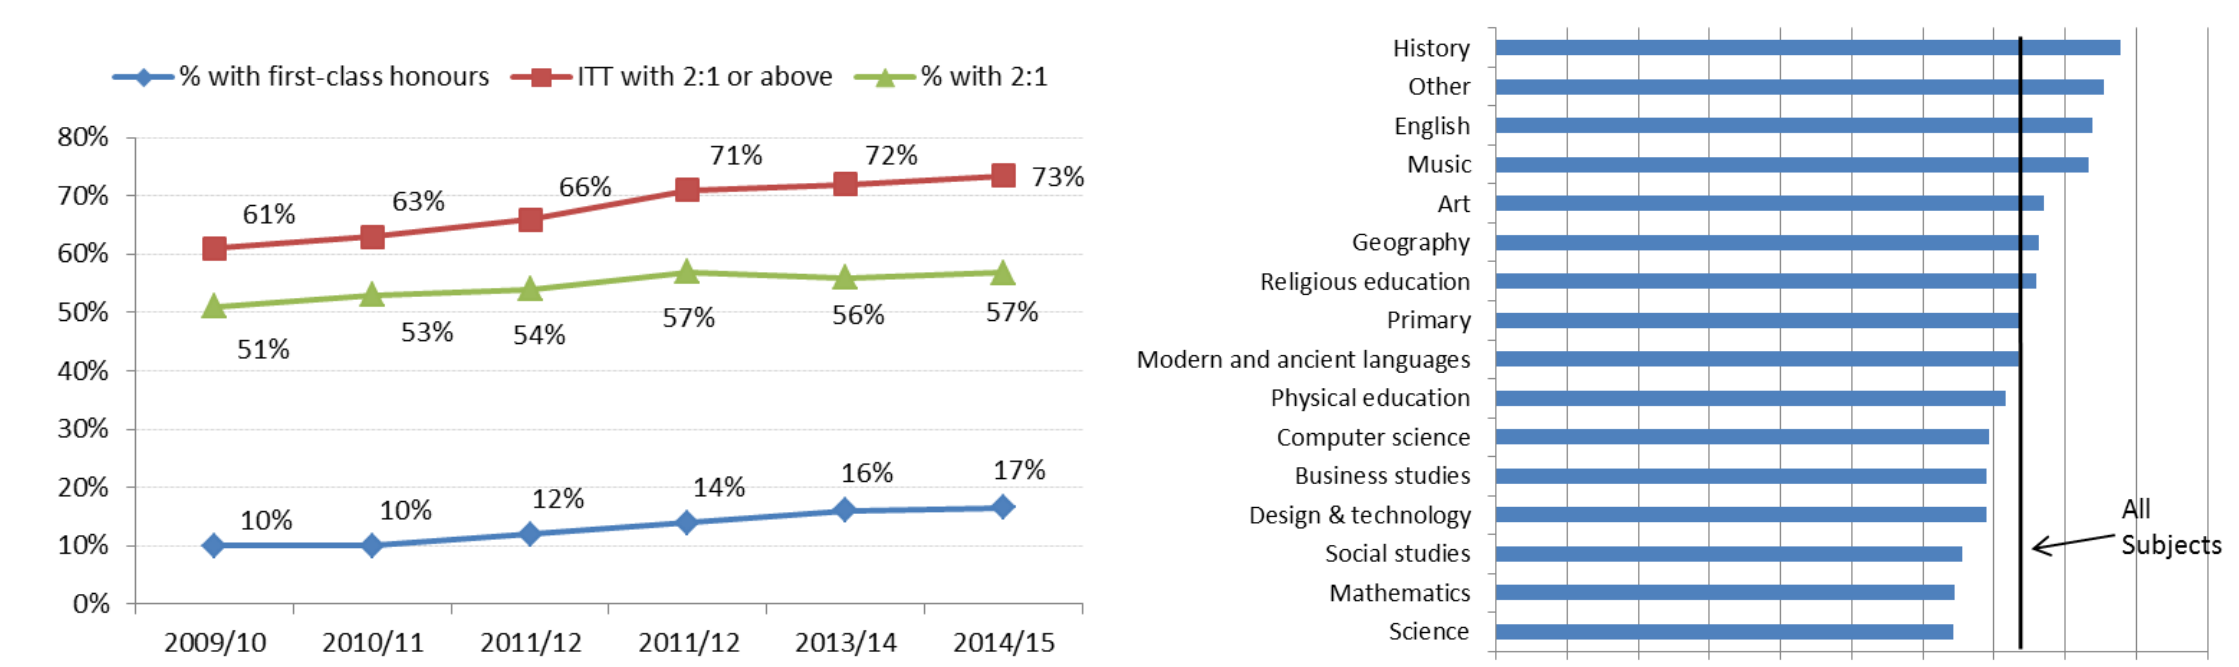 % with first-class honours ITT with 2:1 or above % with 2:1
80%
70%
60%
50%
40%
30%
20%
10%
0%
61% 63% 66% 71% 72% 73%
51% 53% 54% 57% 56% 57%
10% 10% 12% 14% 16% 17%
2009/10 2010/11 2011/12 2011/12 2013/14 2014/15
History
Other
English
Music
Art
Geography
Religious education
Primary
Modern and ancient languages
Physical education
Computer science
Business studies
Design & technology
Social studies
Mathematics
Science
All
Subjects